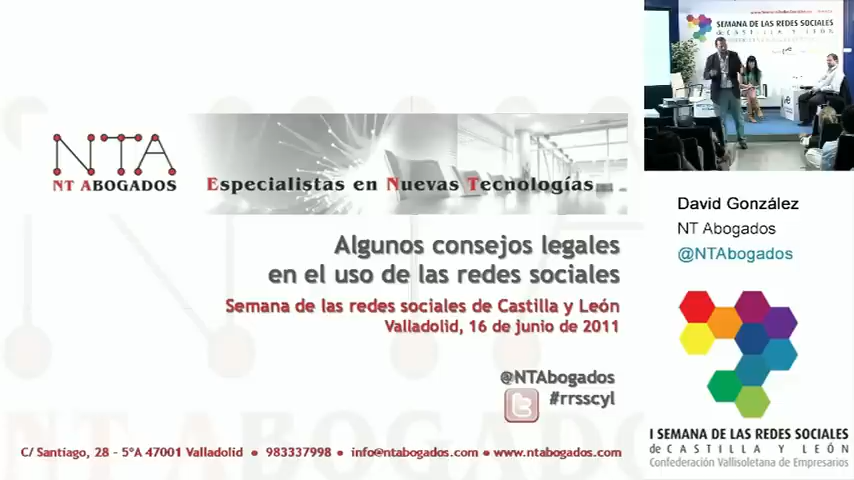 NTA
NT ABOGADOS
Especialistas en Nuevas Tecnologías
Algunos consejos legales
en el uso de las redes sociales
Semana de las redes sociales de Castilla y León
Valladolid, 16 de junio de 2011
@NTAbogados
#rrsscyl
C/ Santiago, 28 - 5ºA 47001 Valladolid • 983337998 • info@ntabogados.com • www.ntabogados.com
SEMANA DE LAS REDES SOCIALES
de CASTILLA Y LEÓN
David González
NT Abogados
@NTAbogados
I SEMANA DE LAS REDES SOCIALES
de CASTILLA Y LEÓN
Confederación Vallisoletana de Empresarios